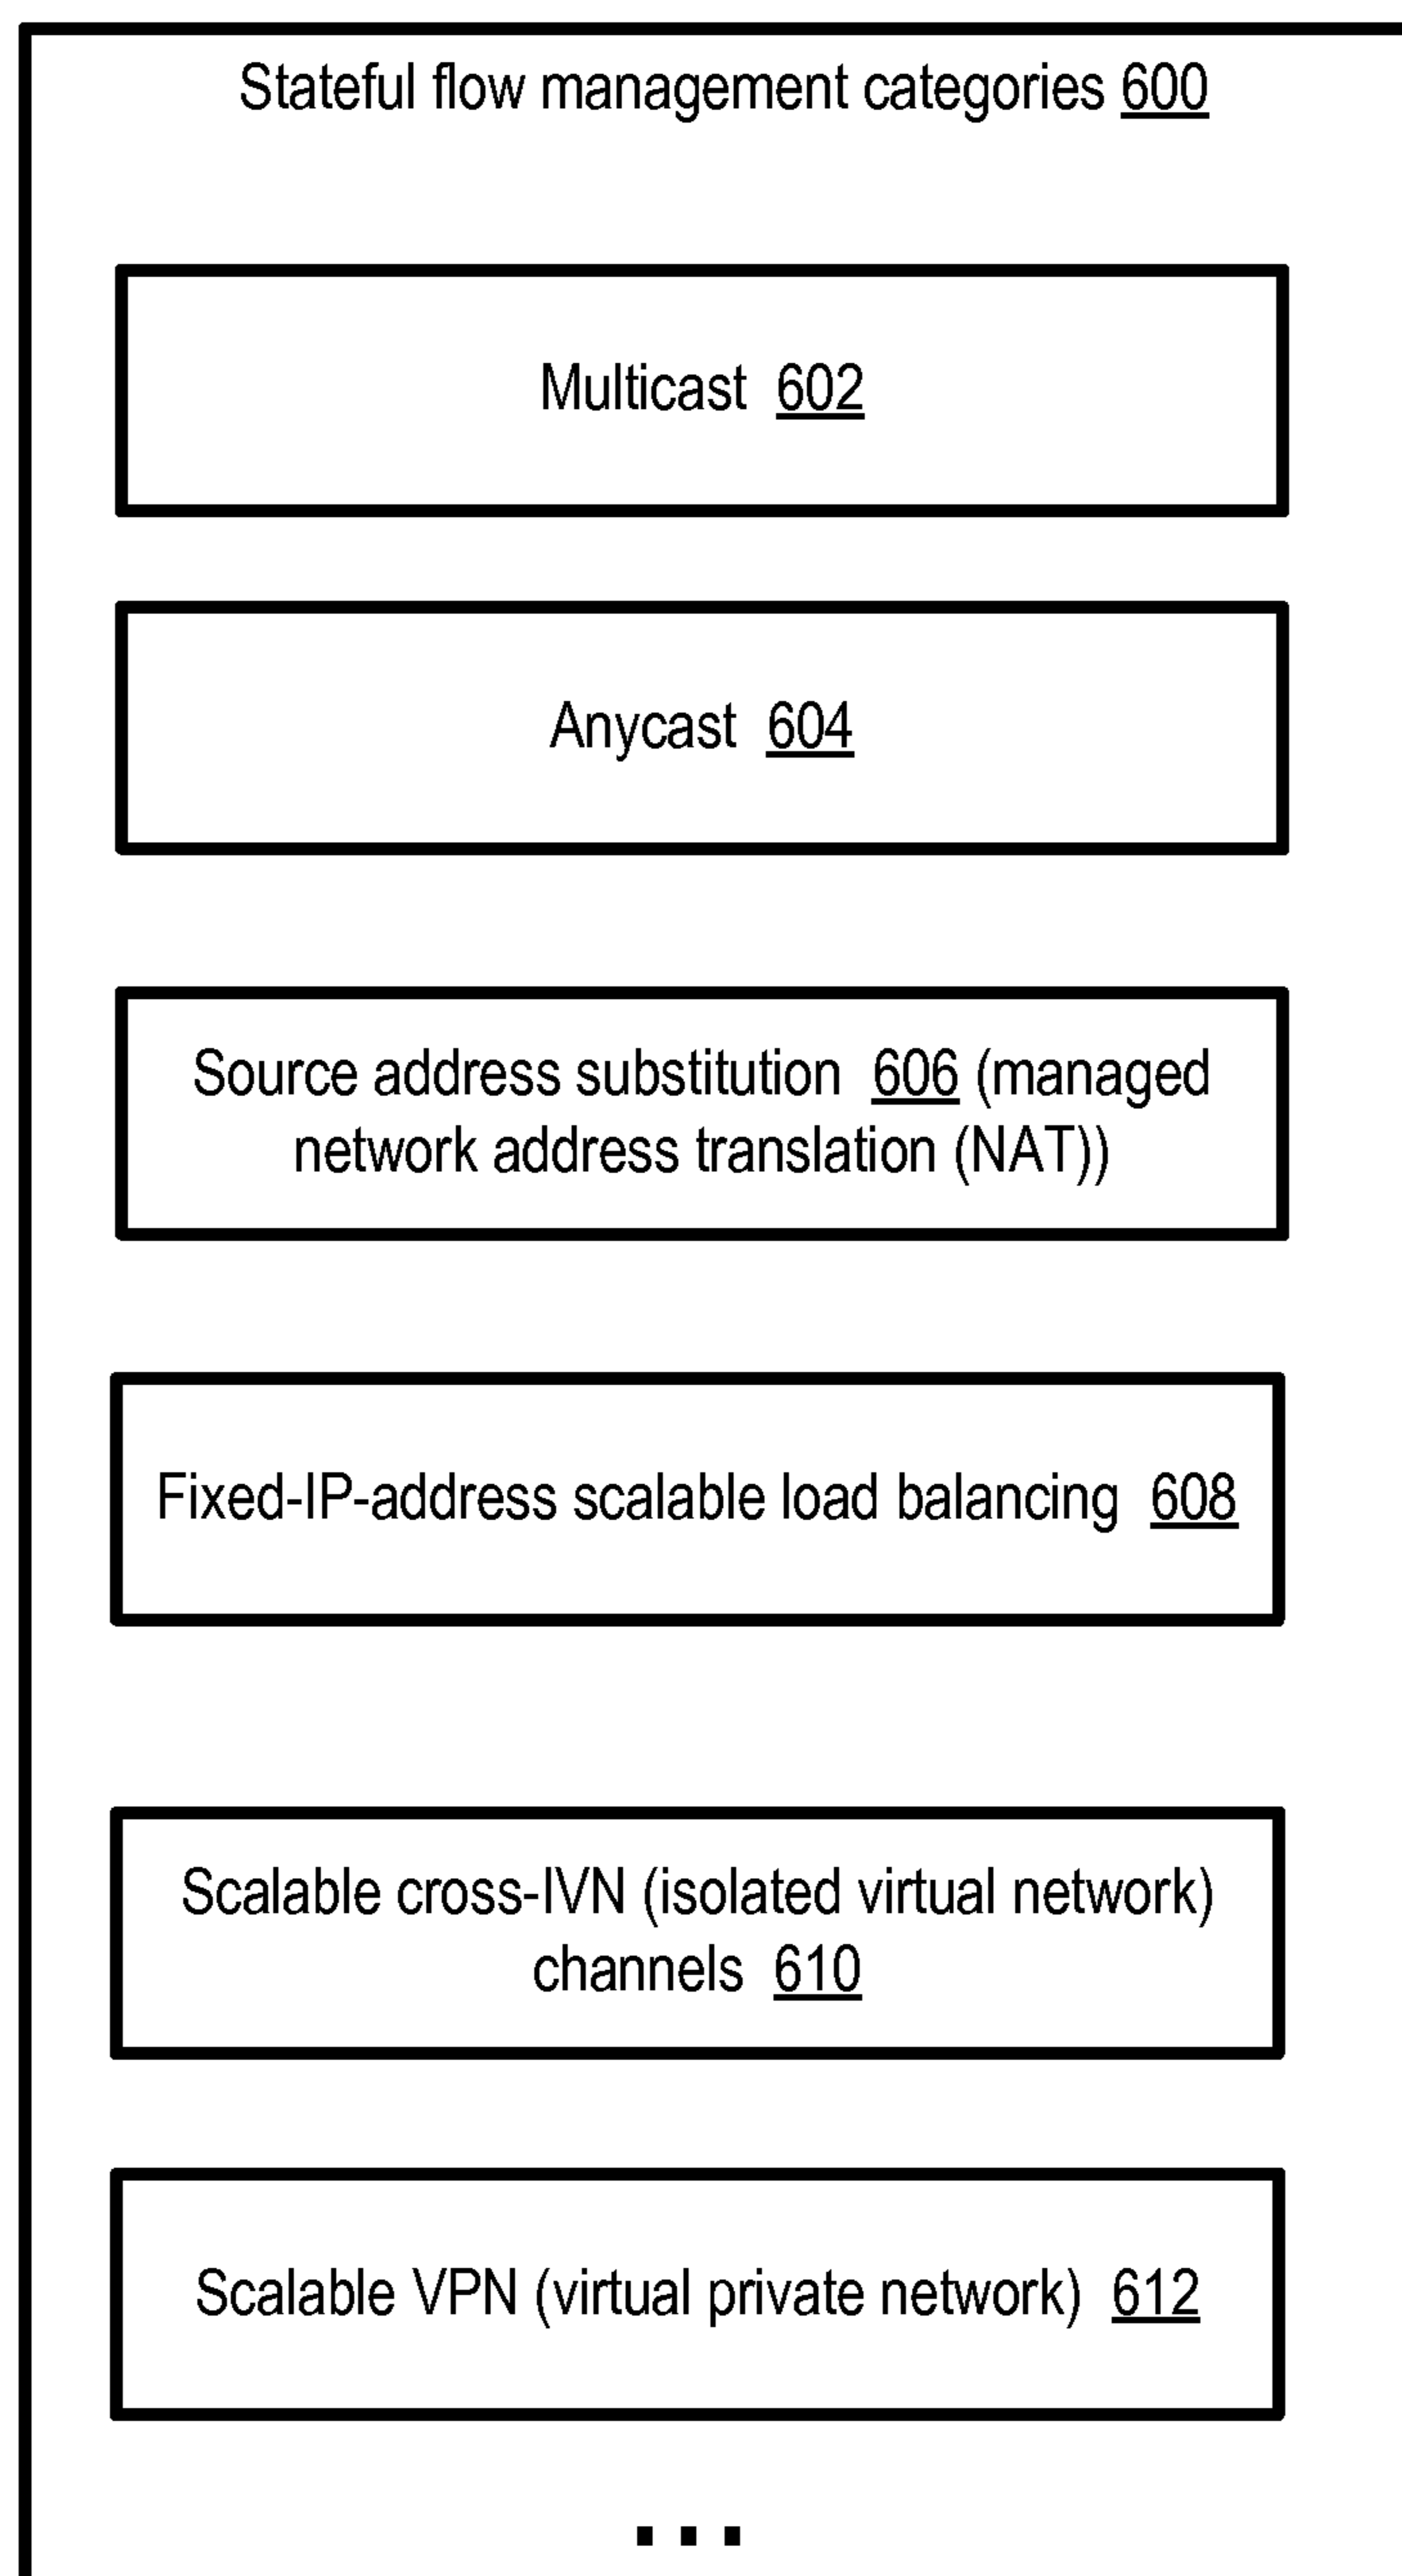 Stateful flow management categories 600
Multicast 602
Anycast 604
Source address substitution 606 (managed
network address translation (NAT))
Fixed-IP-address scalable load balancing 608
Scalable cross-IVN (isolated virtual network)
channels 610
Scalable VPN (virtual private network) 612
...